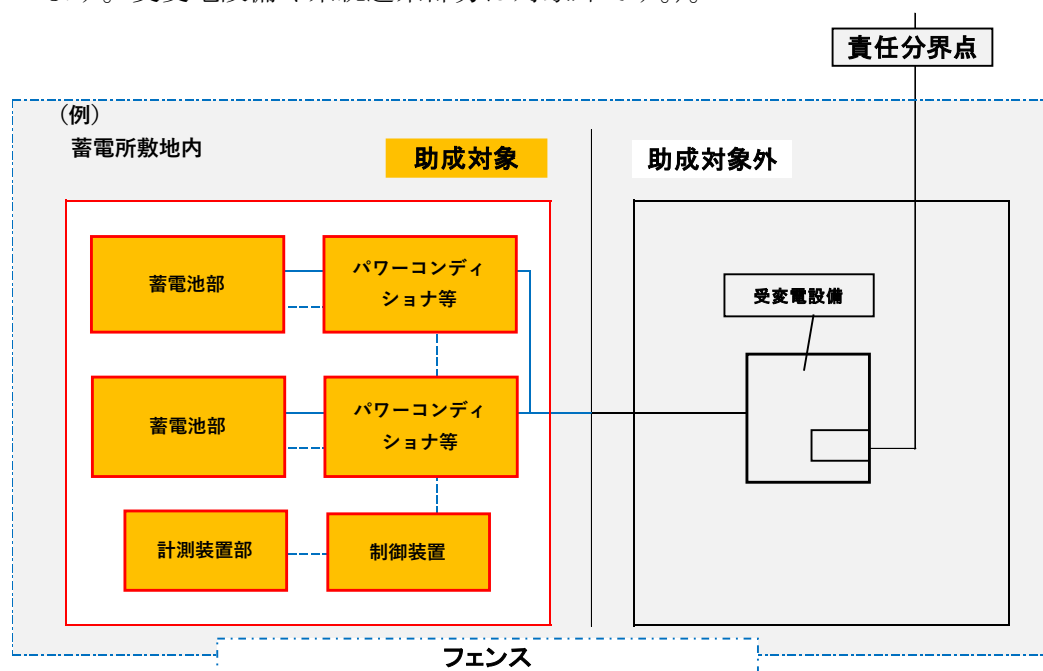 責任分界点
（例）
蓄電所敷地内
助成対象
助成対象外
蓄電池部
パワーコンディ
ショナ等
受変電設備
蓄電池部
パワーコンディ
ショナ等
計測装置部
制御装置
フェンス